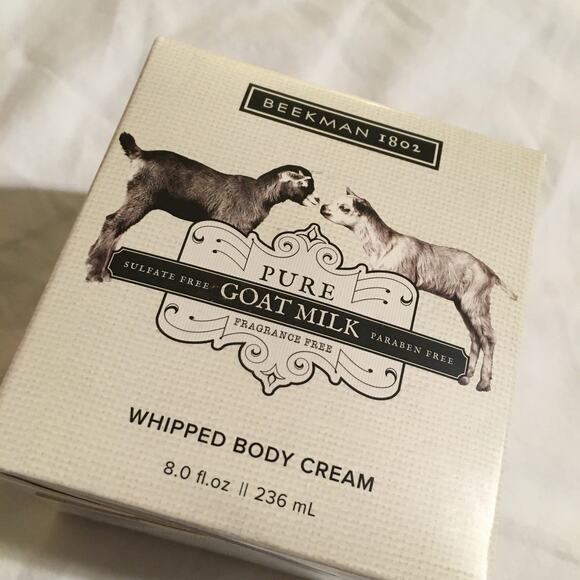 BEEKMAN 1802
PURE
SULFATE FREE GOAT MILK PARABEN FREE
FRAGRANCE FREE
WHIPPED BODY CREAM
8.0 fl.oz || 236 mL